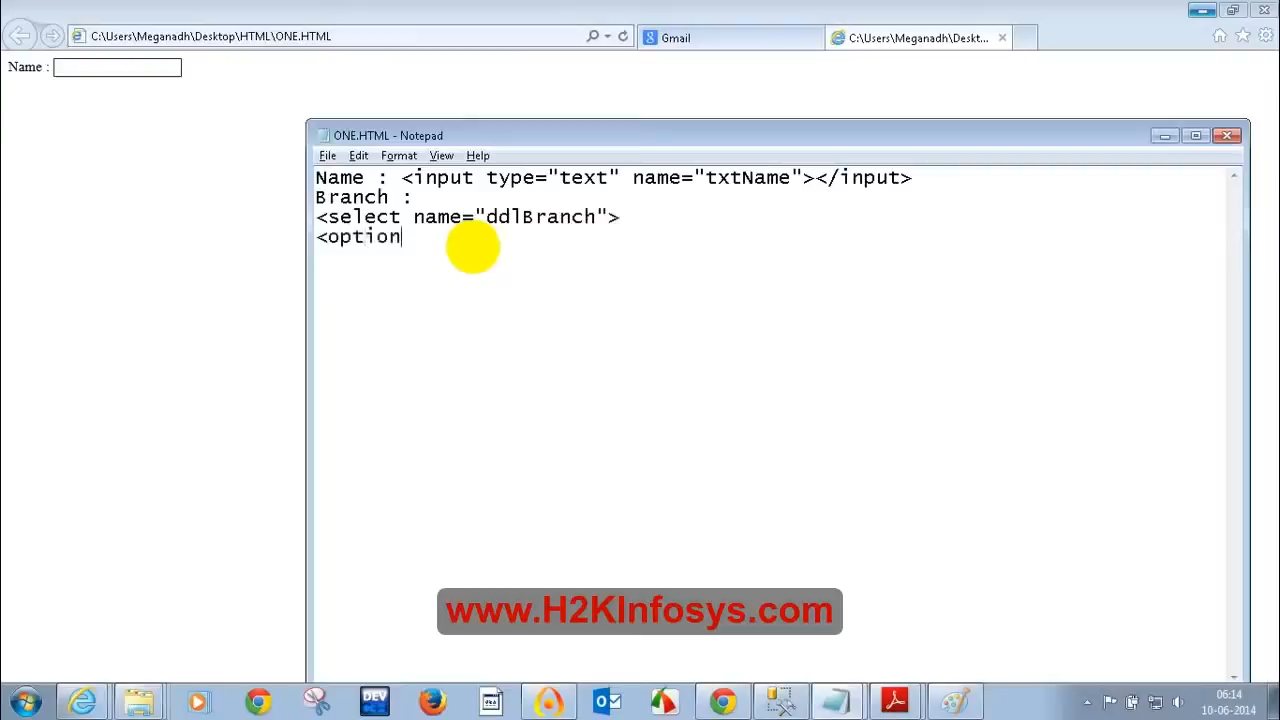 C:\Users\Meganadh\Desktop\HTML\ONE.HTML
Gmail
C:\Users\Meganadh\Deskt...
Name :
ONE.HTML - Notepad
File Edit Format View Help
Name : <input type="text" name="txtName"></input>
Branch :
<select name="ddlBranch">
<option
www.H2KInfosys.com
DEV
06:14
10-06-2014